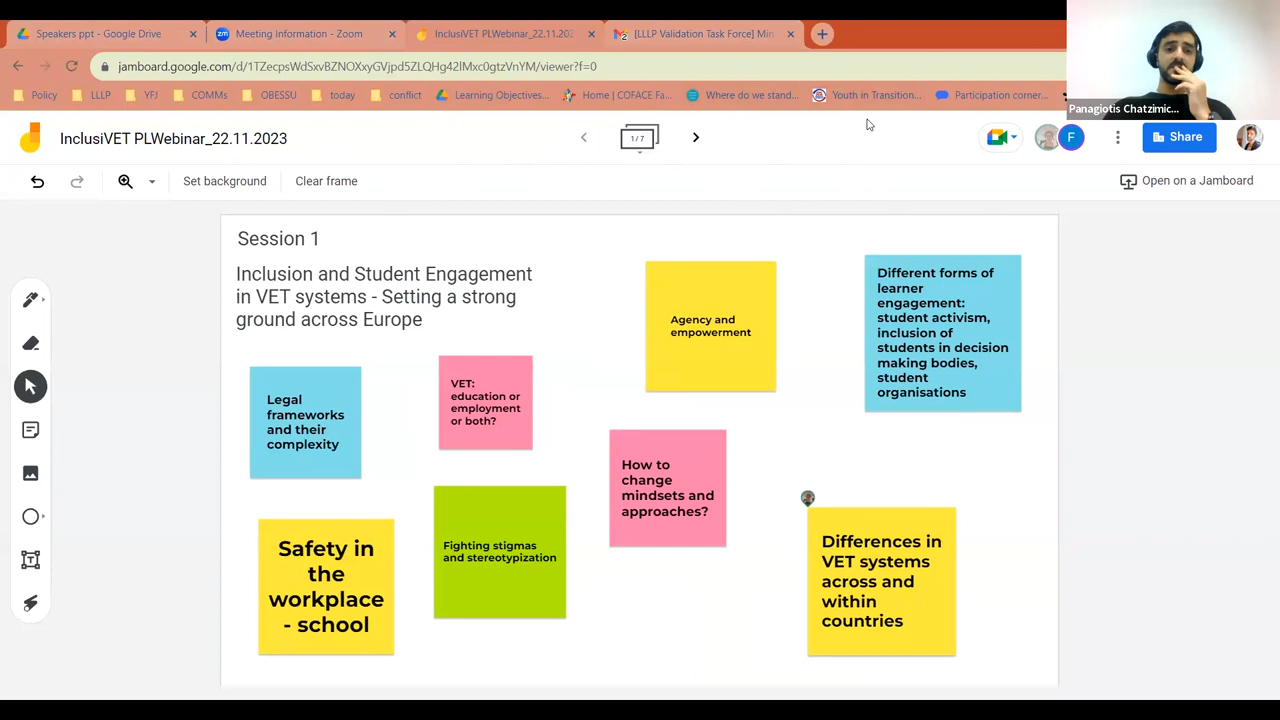 Speakers ppt - Google Drive
Meeting Information - Zoom
InclusiVET PLWebinar_22.11.202
[LLLP Validation Task Force] Min
jamboard.google.com/d/1TZecpsWdSxvBZNOXxyGVjpd5ZLQHg42lMxc0gtzVnYM/viewer?f=0
Policy
LLLP
YFJ
COMMs
OBESSU
today
conflict
Learning Objectives...
Home | COFACE Fa...
Where do we stand...
Youth in Transition...
Participation corner...
Panagiotis Chatzimic...
InclusiVET PLWebinar_22.11.2023
1/7
F
Share
Set background
Clear frame
Open on a Jamboard
Session 1
Inclusion and Student Engagement
in VET systems - Setting a strong
ground across Europe
Agency and
empowerment
Different forms of
learner
engagement:
student activism,
inclusion of
students in decision
making bodies,
student
organisations
Legal
frameworks
and their
complexity
VET:
education or
employment
or both?
How to
change
mindsets and
approaches?
Safety in
the
workplace
- school
Fighting stigmas
and stereotypization
Differences in
VET systems
across and
within
countries